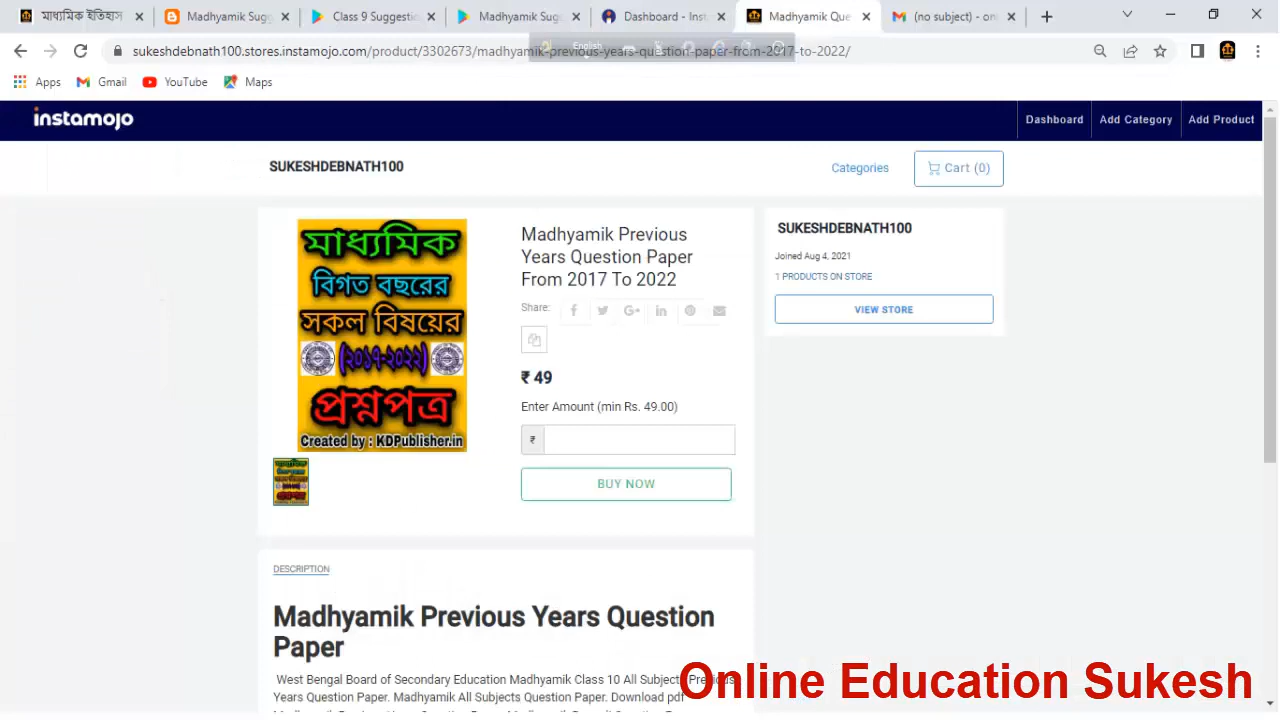 মাধ্যমিক ইতিহাস
Madhyamik Sugg
Class 9 Suggestio
Madhyamik Sug
Dashboard - Inst
Madhyamik Que
(no subject) - on
sukeshdebnath100.stores.instamojo.com/product/3302673/madhyamik-previous-years-question-paper-from-2017-to-2022/
English
Apps
Gmail
YouTube
Maps
instamojo
Dashboard
Add Category
Add Product
SUKESHDEBNATH100
Categories
Cart (0)
মাধ্যমিক
বিগত বছরের
সকল বিষয়ের
(২০১৭-২০২২)
প্রশ্নপত্র
Created by : KDPublisher.in
Madhyamik Previous
Years Question Paper
From 2017 To 2022
Share:
₹ 49
Enter Amount (min Rs. 49.00)
₹
BUY NOW
SUKESHDEBNATH100
Joined Aug 4, 2021
1 PRODUCTS ON STORE
VIEW STORE
DESCRIPTION
Madhyamik Previous Years Question
Paper
West Bengal Board of Secondary Education Madhyamik Class 10 All Subjects Previous
Years Question Paper. Madhyamik All Subjects Question Paper. Download pdf
Online Education Sukesh